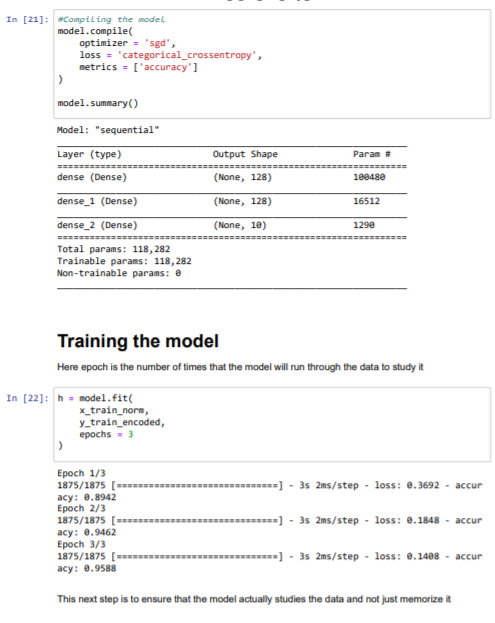 In [21]: #Compiling the model
model.compile(
    optimizer = 'sgd',
    loss = 'categorical_crossentropy',
    metrics = ['accuracy']
)
model.summary()
Model: "sequential"
Layer (type) Output Shape Param #
dense (Dense) (None, 128) 100480
dense_1 (Dense) (None, 128) 16512
dense_2 (Dense) (None, 10) 1290
Total params: 118,282
Trainable params: 118,282
Non-trainable params: 0
Training the model
Here epoch is the number of times that the model will run through the data to study it
In [22]: h = model.fit(
    x_train_norm,
    y_train_encoded,
    epochs = 3
)
Epoch 1/3
1875/1875 [==============================] - 3s 2ms/step - loss: 0.3692 - accur
acy: 0.8942
Epoch 2/3
1875/1875 [==============================] - 3s 2ms/step - loss: 0.1848 - accur
acy: 0.9462
Epoch 3/3
1875/1875 [==============================] - 3s 2ms/step - loss: 0.1408 - accur
acy: 0.9588
This next step is to ensure that the model actually studies the data and not just memorize it